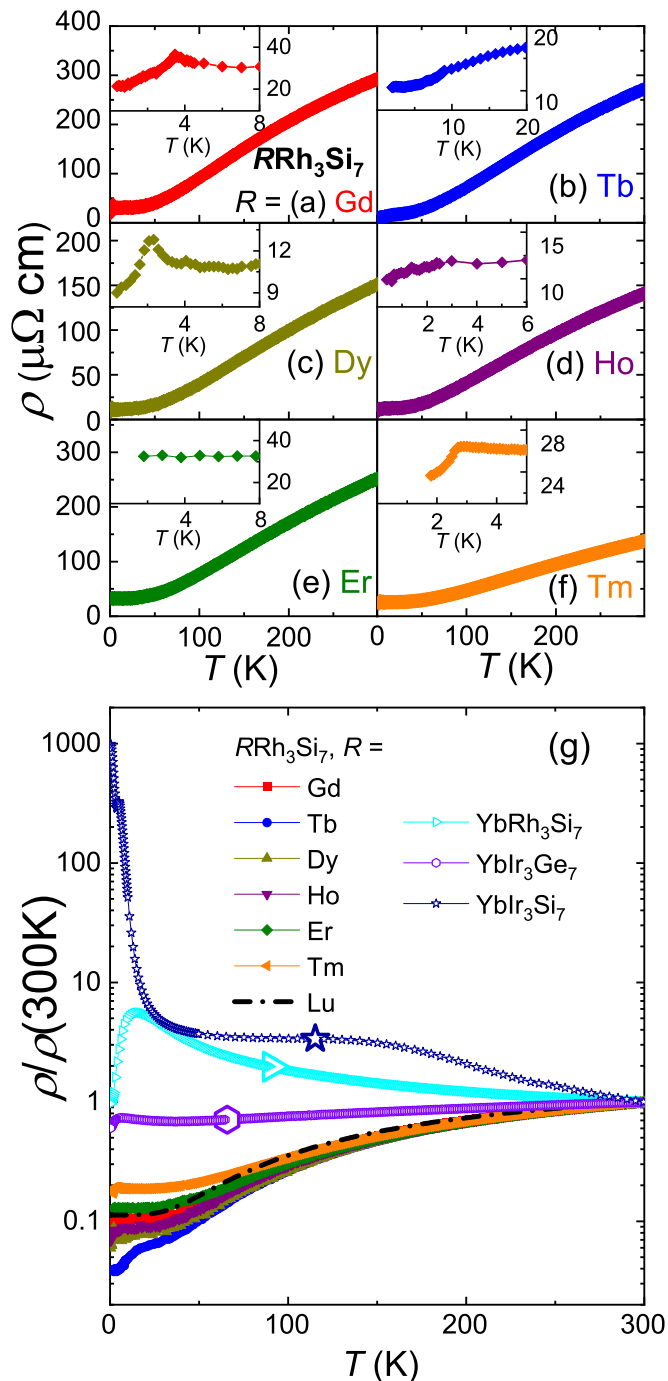 400
300
200
100
0
40
20
4
8
T (K)
RRh₃Si₇
R = (a) Gd
20
10
10
20
T (K)
(b) Tb
ρ (μΩ cm)
200
150
100
50
0
12
9
4
8
T (K)
(c) Dy
15
10
2
4
6
T (K)
(d) Ho
300
200
100
0
40
20
4
8
T (K)
(e) Er
28
24
2
4
T (K)
(f) Tm
0
100
200
100
200
T (K)
T (K)
(g)
ρ/ρ(300K)
1000
100
10
1
0.1
RRh₃Si₇, R =
Gd
Tb
Dy
Ho
Er
Tm
Lu
YbRh₃Si₇
YbIr₃Ge₇
YbIr₃Si₇
0
100
200
300
T (K)